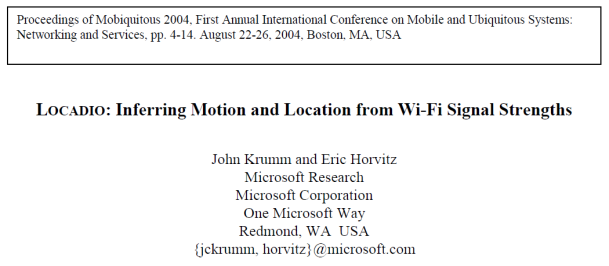 Proceedings of Mobiquitous 2004, First Annual International Conference on Mobile and Ubiquitous Systems:
Networking and Services, pp. 4-14. August 22-26, 2004, Boston, MA, USA
LOCADIO: Inferring Motion and Location from Wi-Fi Signal Strengths
John Krumm and Eric Horvitz
Microsoft Research
Microsoft Corporation
One Microsoft Way
Redmond, WA USA
{jckrumm, horvitz}@microsoft.com